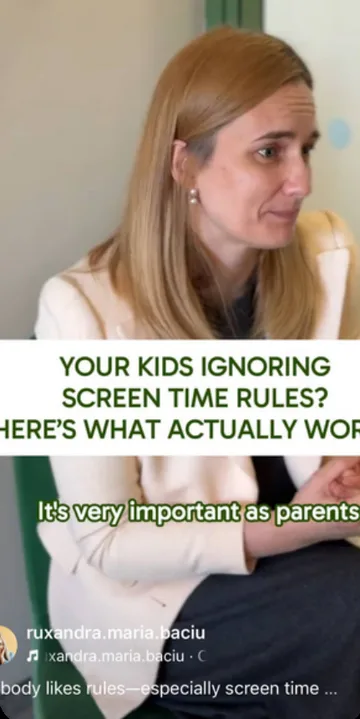 YOUR KIDS IGNORING
SCREEN TIME RULES?
HERE'S WHAT ACTUALLY WOR
It's very important as parents
ruxandra.maria.baciu
xandra.maria.baciu ·
body likes rules—especially screen time ...